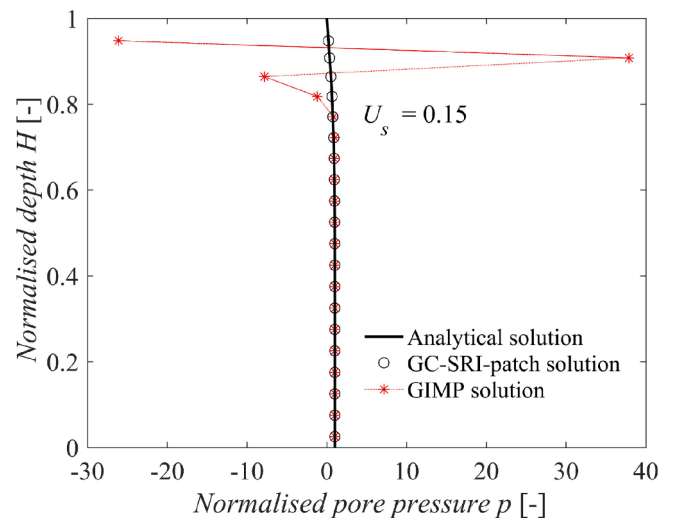 1
0.8
0.6
0.4
0.2
0
Normalised depth H [-]
U_s = 0.15
Analytical solution
GC-SRI-patch solution
GIMP solution
-30 -20 -10 0 10 20 30 40
Normalised pore pressure p [-]